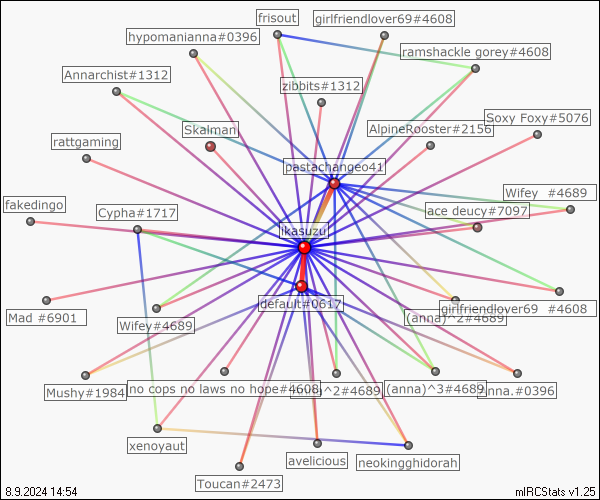 frisout
girlfriendlover69#4608
hypomanianna#0396
ramshackle gorey#4608
Annarchist#1312
zibbits#1312
Soxy Foxy#5076
Skalman
AlpineRooster#2156
rattgaming
pastachangeo41
Wifey #4689
fakedingo
Cypha#1717
ace deucy#7097
likasuzu
default#0617
girlfriendlover69 #4608
Mad #6901
Wifey#4689
(anna)^2#4689
Mushy#1984
no cops no laws no hope#4608
^2#4689
(anna)^3#4689
nna.#0396
xenoyaut
avelicious
neokingghidorah
Toucan#2473
8.9.2024 14:54
mIRCStats v1.25